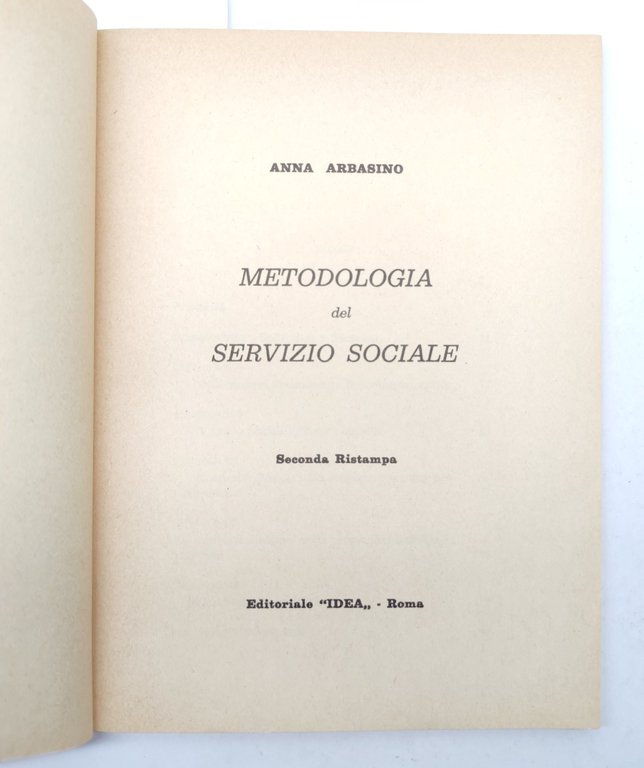 ANNA ARBASINO
METODOLOGIA
del
SERVIZIO SOCIALE
Seconda Ristampa
Editoriale “IDEA„ - Roma